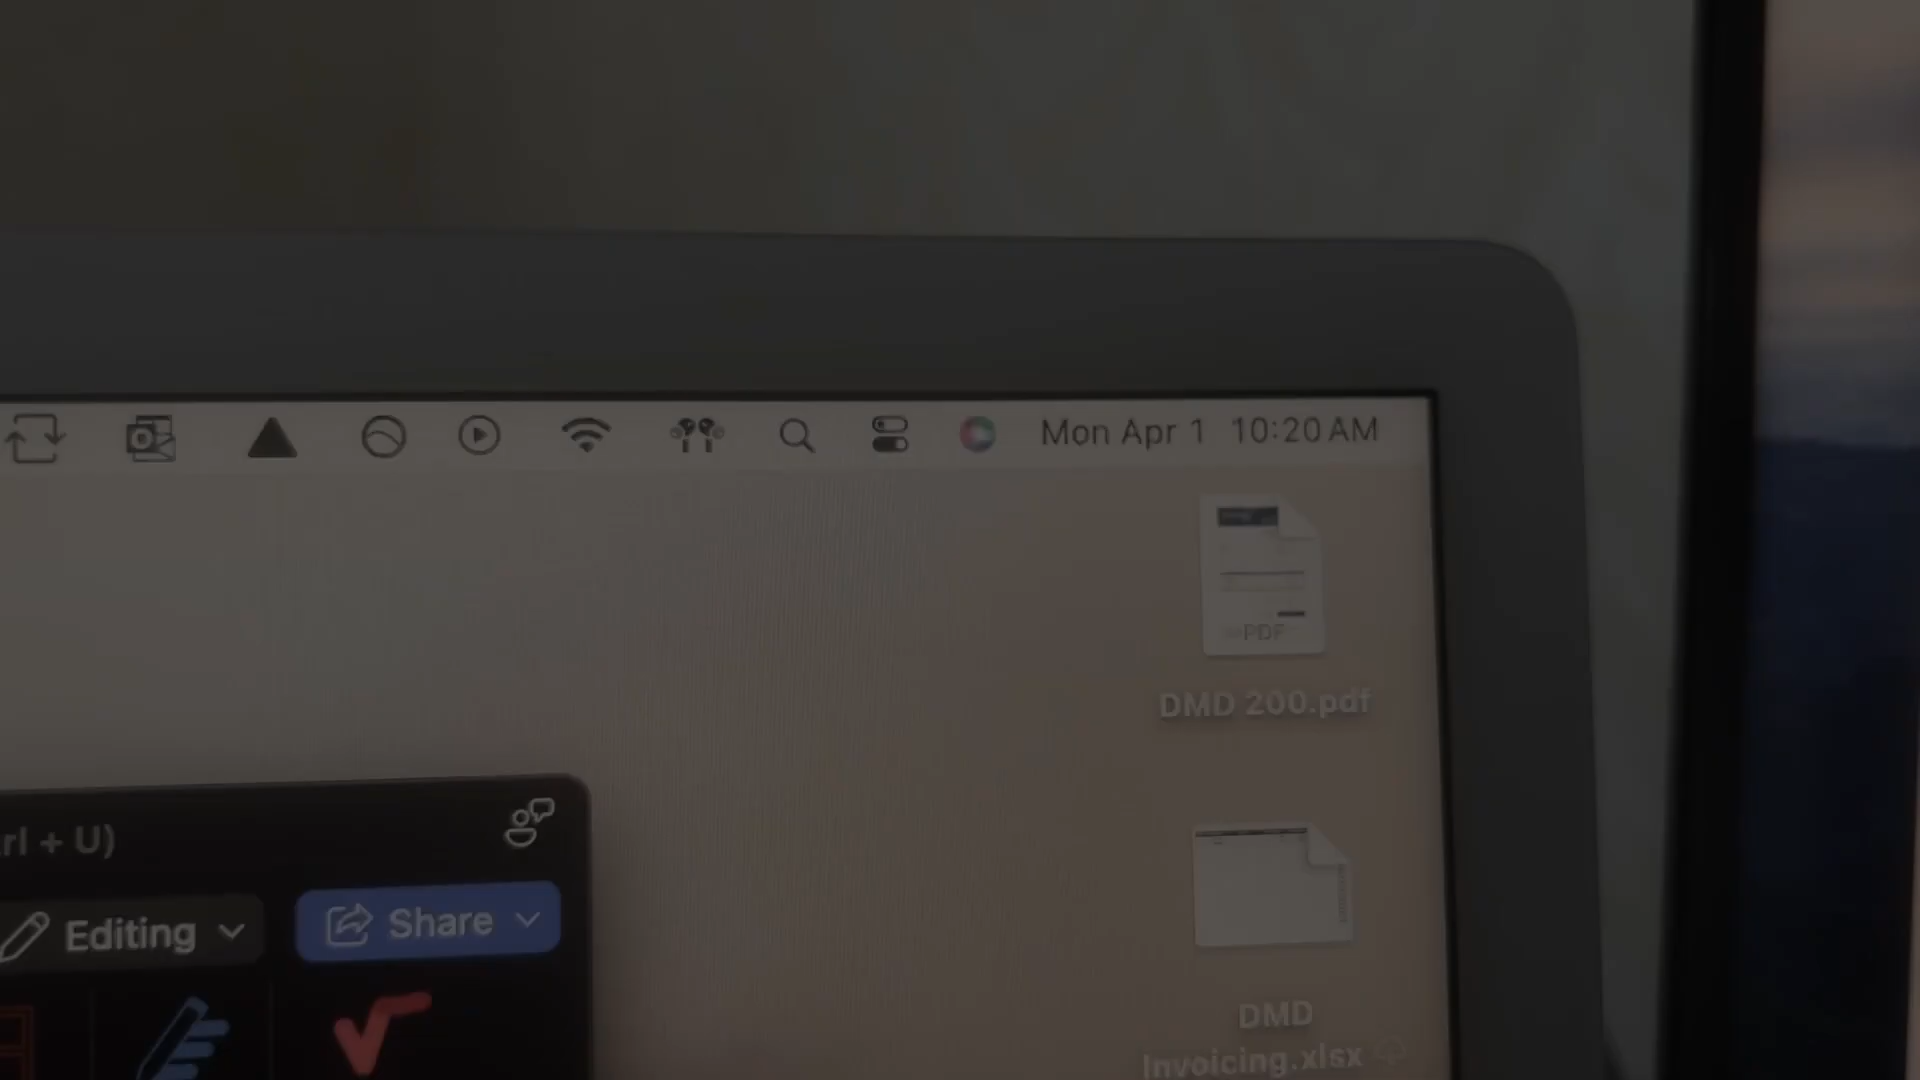 Mon Apr 1 10:20 AM
PDF
DMD 200.pdf
rl + U)
Editing
Share
DMD
Invoicing.xlsx